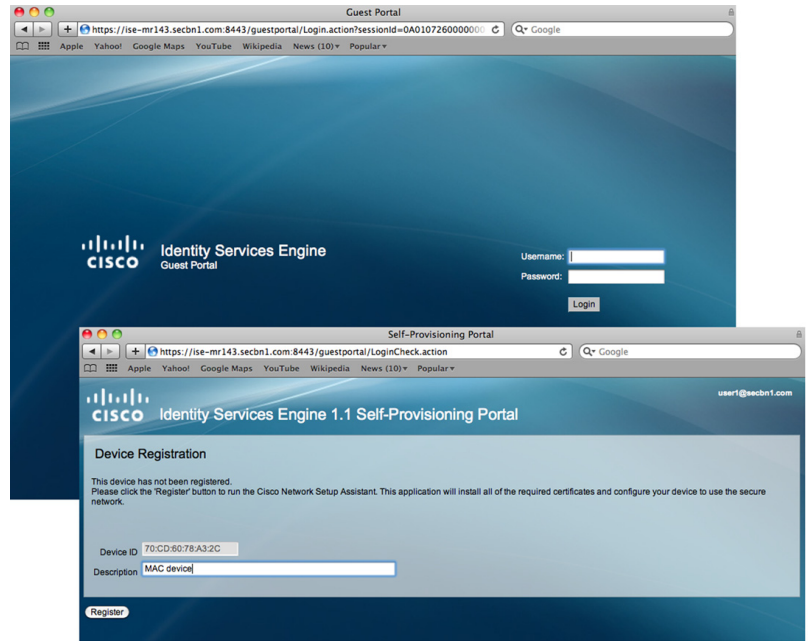 Guest Portal
https://ise-mr143.secbn1.com:8443/guestportal/Login.action?sessionId=0A0107260000000
Google
Apple Yahoo! Google Maps YouTube Wikipedia News (10)▾ Popular▾
CISCO
Identity Services Engine
Guest Portal
Username:
Password:
Login
Self-Provisioning Portal
https://ise-mr143.secbn1.com:8443/guestportal/LoginCheck.action
Google
Apple Yahoo! Google Maps YouTube Wikipedia News (10)▾ Popular▾
user1@secbn1.com
CISCO Identity Services Engine 1.1 Self-Provisioning Portal
Device Registration
This device has not been registered.
Please click the 'Register' button to run the Cisco Network Setup Assistant. This application will install all of the required certificates and configure your device to use the secure
network.
Device ID 70:CD:60:78:A3:2C
Description MAC device
Register